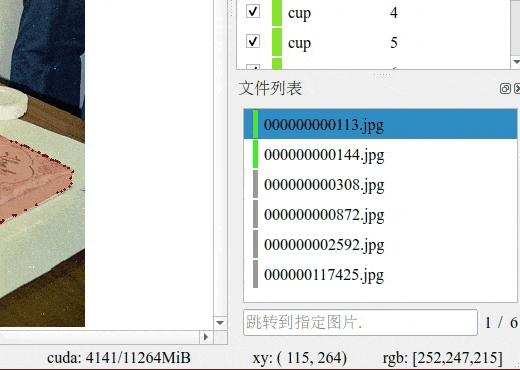 cup 4
cup 5
文件列表
000000000113.jpg
000000000144.jpg
000000000308.jpg
000000000872.jpg
000000002592.jpg
000000117425.jpg
跳转到指定图片. 1 / 6
cuda: 4141/11264MiB xy: ( 115, 264) rgb: [252,247,215]